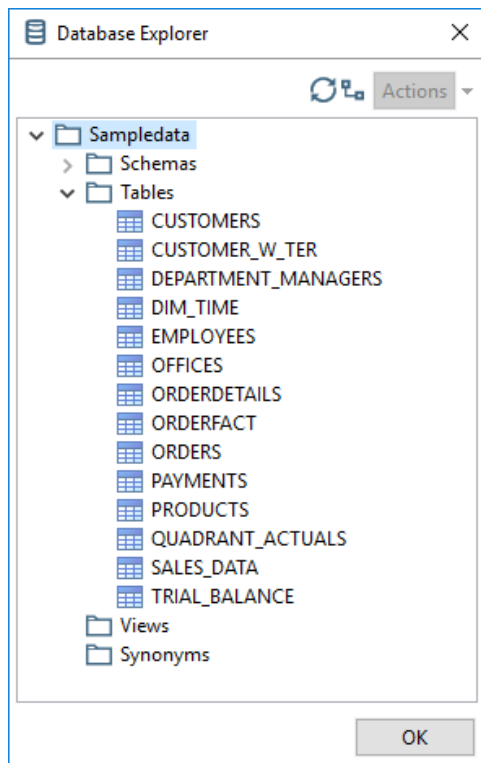 Database Explorer
Actions
Sampledata
Schemas
Tables
CUSTOMERS
CUSTOMER_W_TER
DEPARTMENT_MANAGERS
DIM_TIME
EMPLOYEES
OFFICES
ORDERDETAILS
ORDERFACT
ORDERS
PAYMENTS
PRODUCTS
QUADRANT_ACTUALS
SALES_DATA
TRIAL_BALANCE
Views
Synonyms
OK